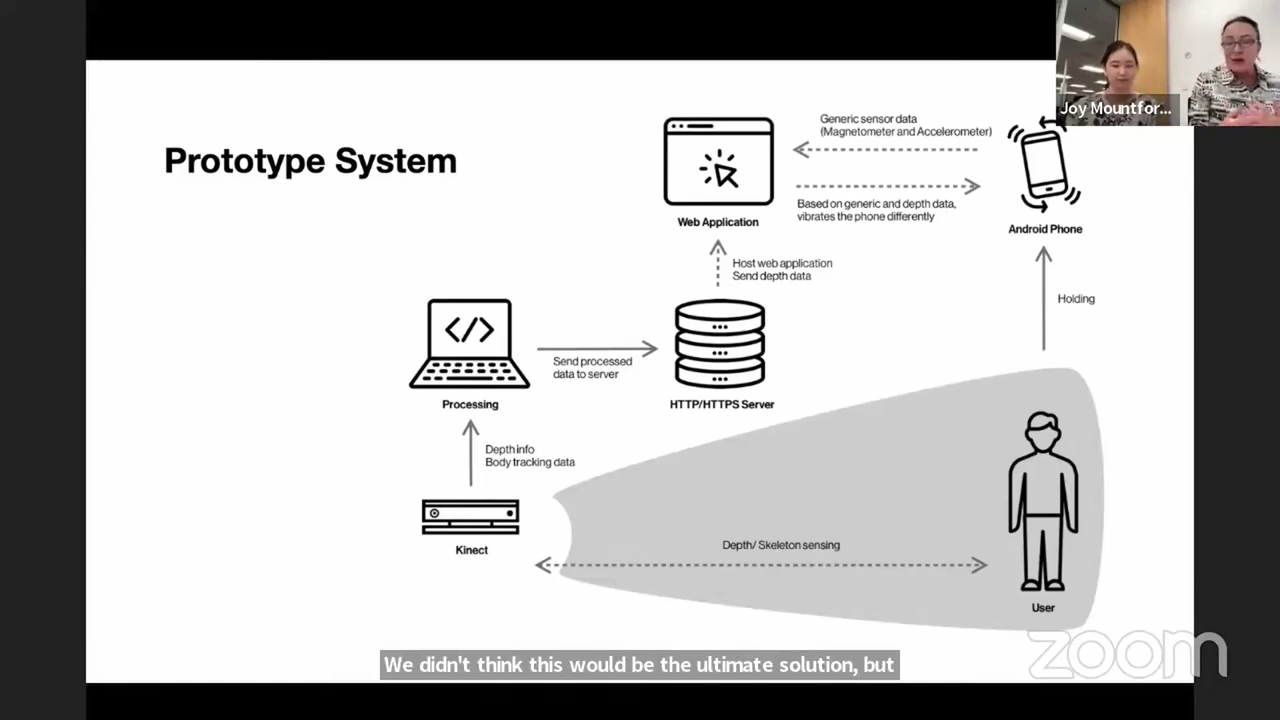 Joy Mountfor...
Prototype System
Generic sensor data
(Magnetometer and Accelerometer)
Based on generic and depth data,
vibrates the phone differently
Web Application
Android Phone
Host web application
Send depth data
Holding
Send processed
data to server
Processing
HTTP/HTTPS Server
Depth info
Body tracking data
Kinect
Depth/ Skeleton sensing
User
We didn't think this would be the ultimate solution, but
zoom